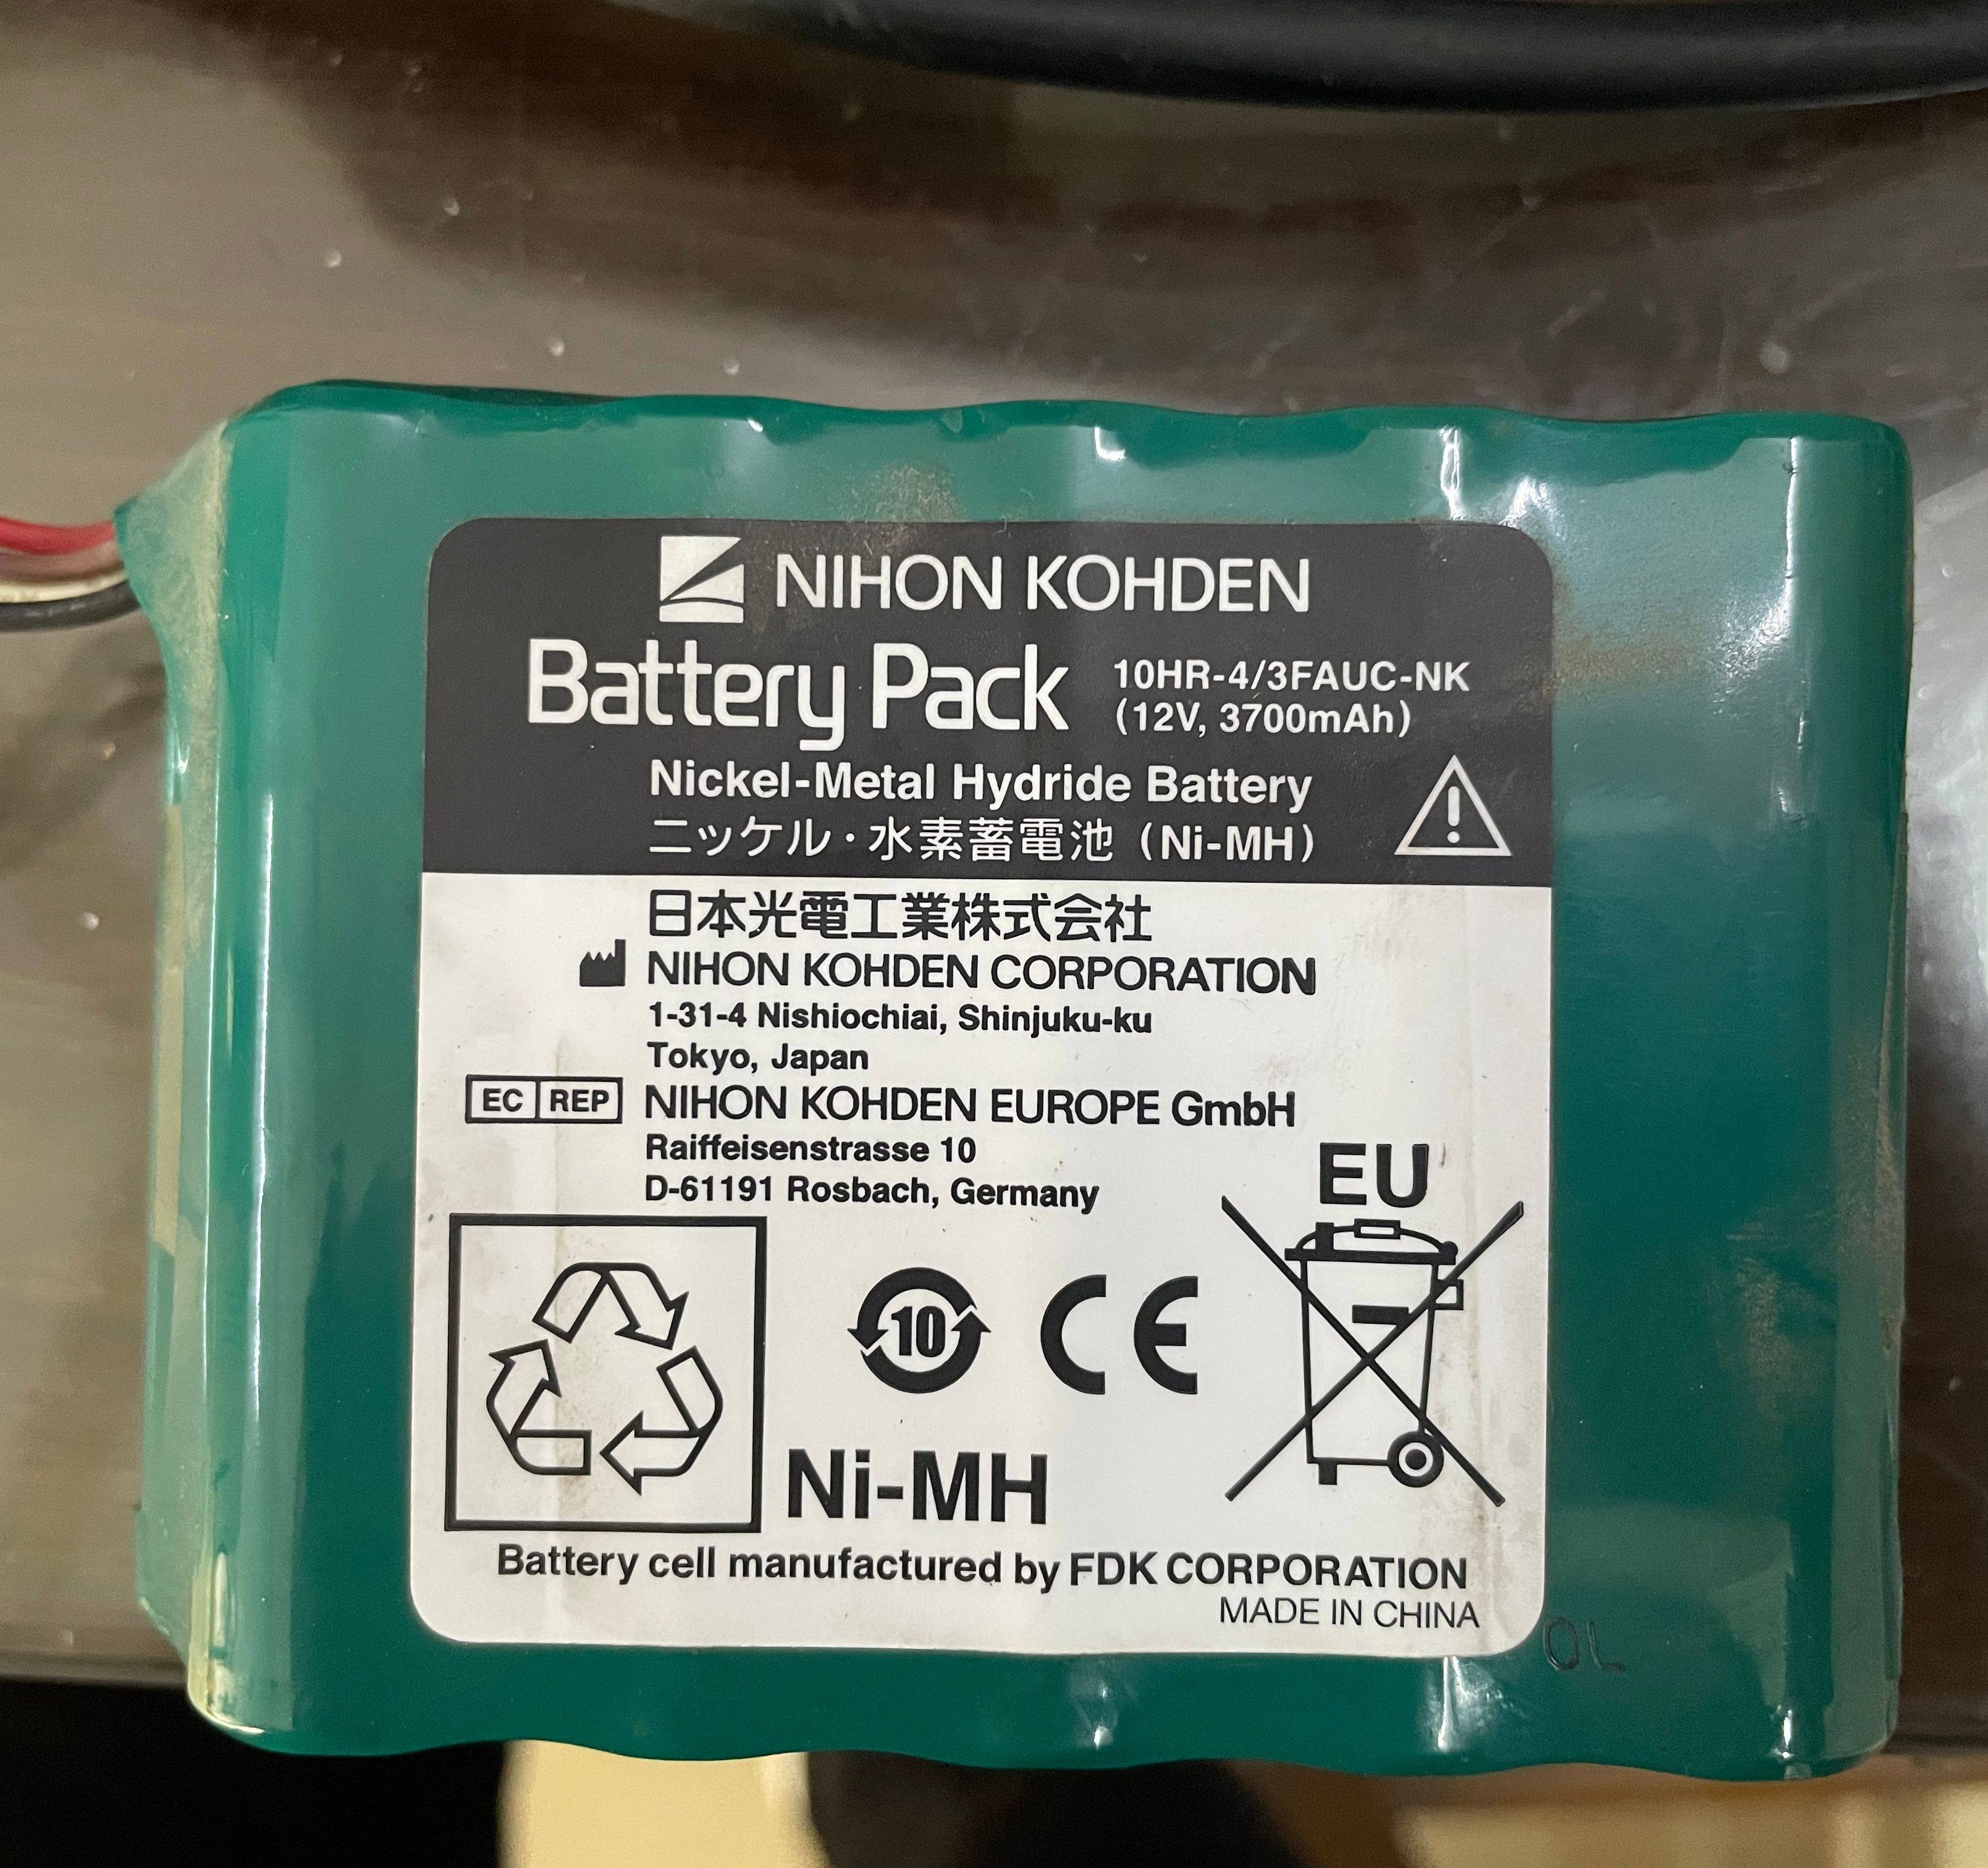 NIHON KOHDEN
Battery Pack 10HR-4/3FAUC-NK
(12V, 3700mAh)
Nickel-Metal Hydride Battery
ニッケル・水素蓄電池（Ni-MH）
日本光電工業株式会社
NIHON KOHDEN CORPORATION
1-31-4 Nishiochiai, Shinjuku-ku
Tokyo, Japan
EC REP NIHON KOHDEN EUROPE GmbH
Raiffeisenstrasse 10
D-61191 Rosbach, Germany
EU
10 CE
Ni-MH
Battery cell manufactured by FDK CORPORATION
MADE IN CHINA
OL